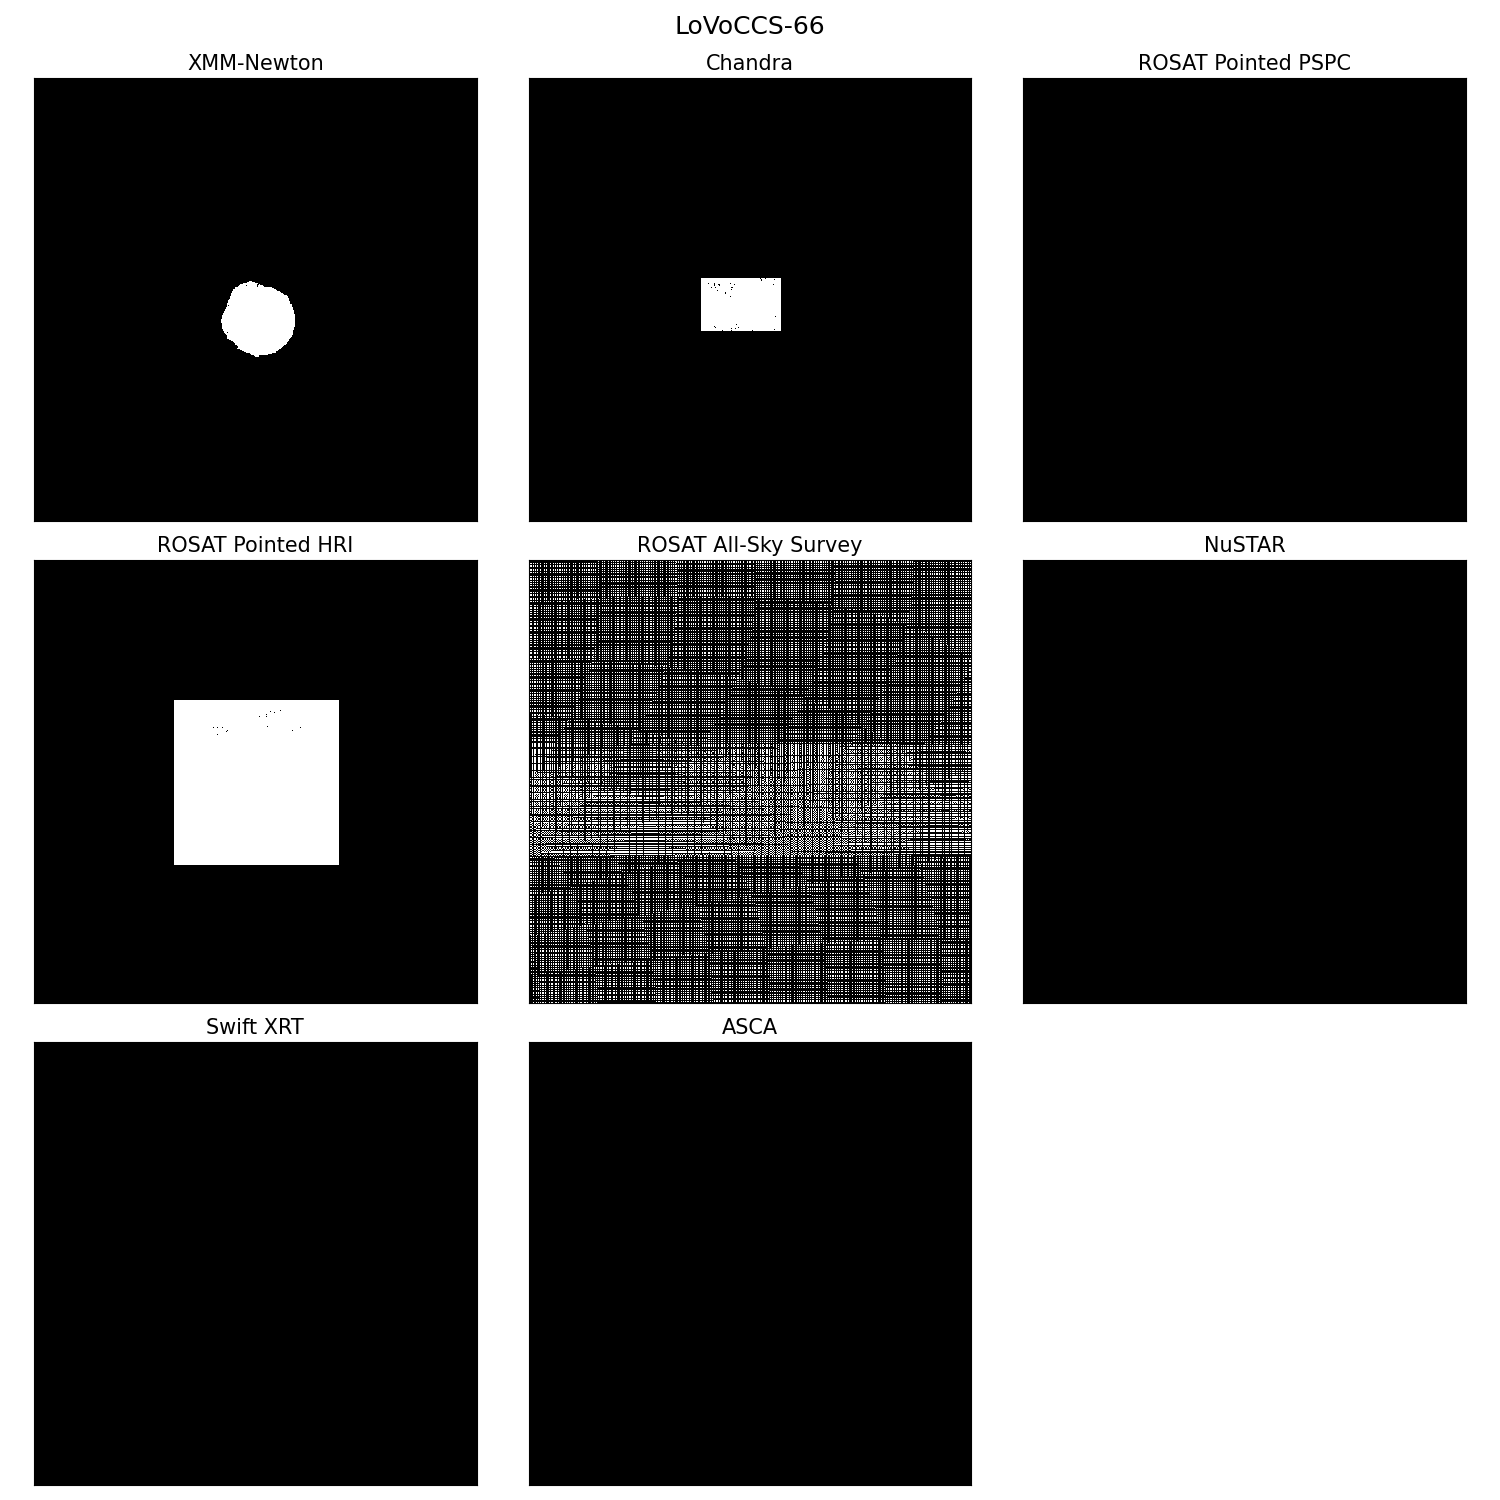 LoVoCCS-66
XMM-Newton
Chandra
ROSAT Pointed PSPC
ROSAT Pointed HRI
ROSAT All-Sky Survey
NuSTAR
Swift XRT
ASCA